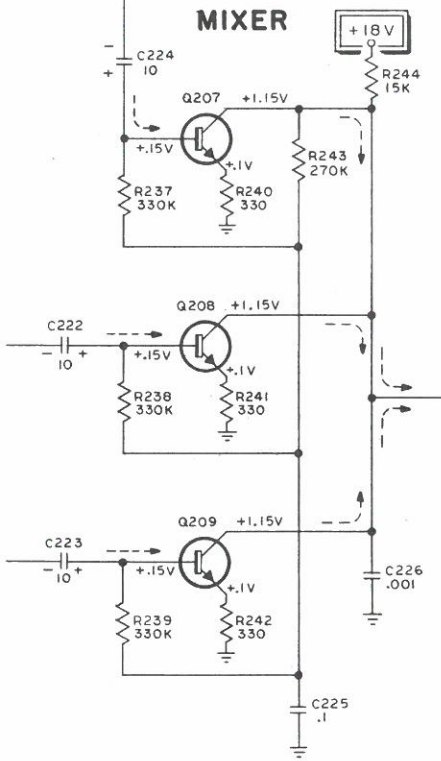 MIXER
+18V
-
C224
10
+
R244
15K
Q207
+1.15V
+.15V
+.1V
R243
270K
R237
330K
R240
330
Q208
+1.15V
C222
- 10 +
+.15V
+.1V
R238
330K
R241
330
Q209
+1.15V
C223
- 10 +
+.15V
+.1V
C226
.001
R239
330K
R242
330
C225
.1